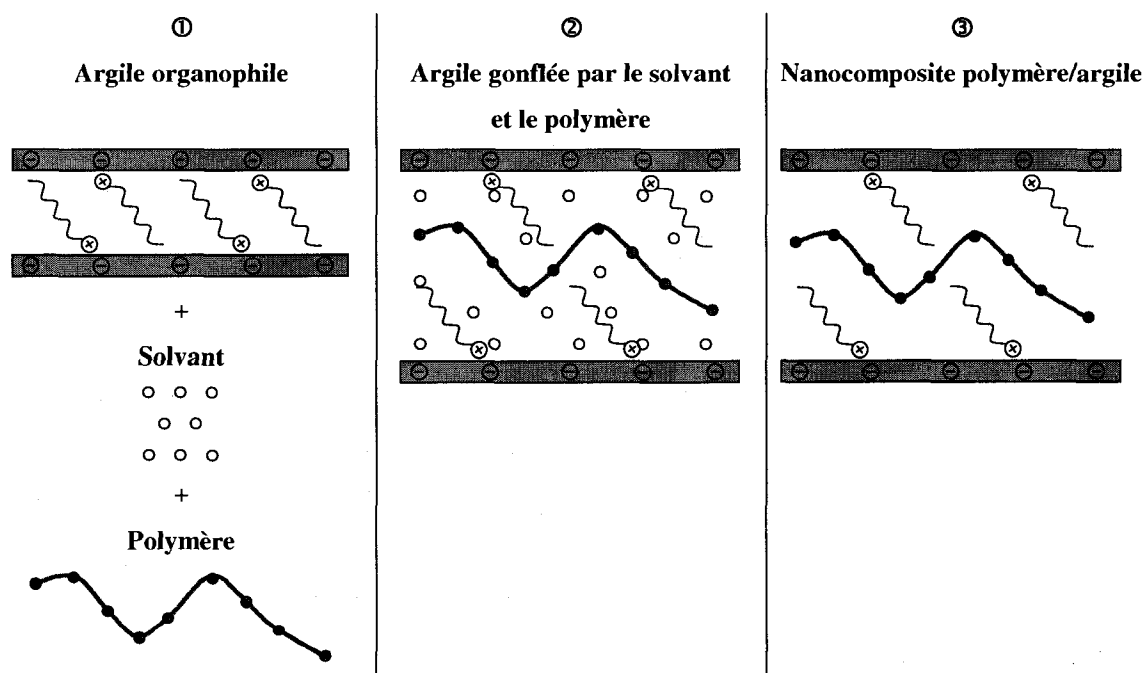 ①
Argile organophile
+
Solvant
+
Polymère
②
Argile gonflée par le solvant
et le polymère
③
Nanocomposite polymère/argile